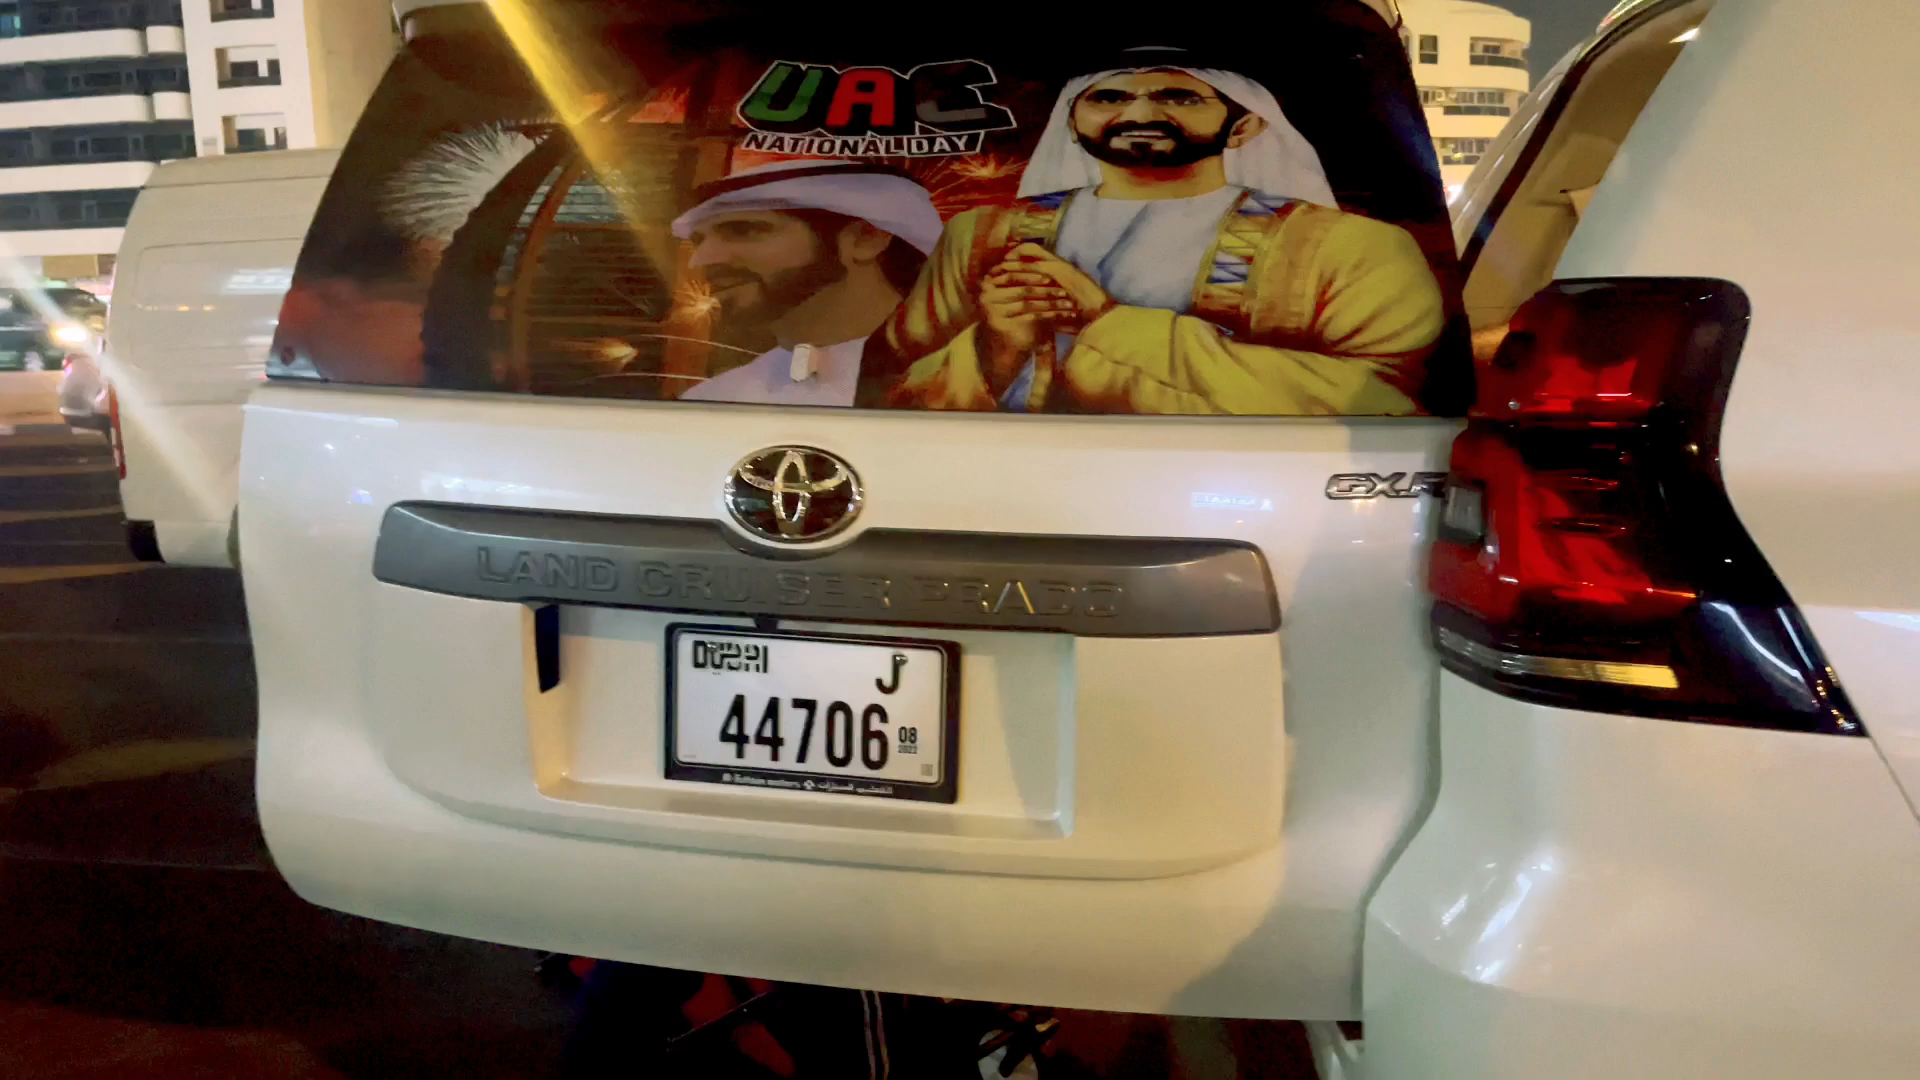 UAE
NATIONAL DAY
GX.R
LAND CRUISER PRADO
DUBAI
J
44706
08
2022